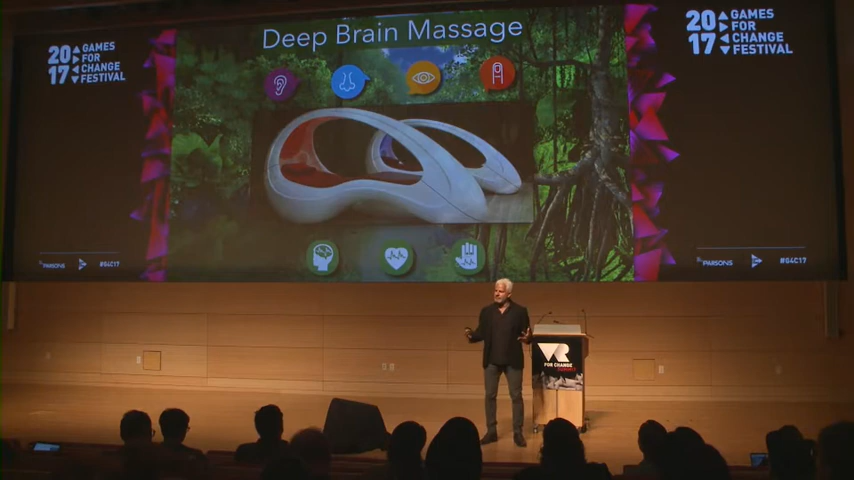 Deep Brain Massage
20
17
GAMES
FOR
CHANGE
FESTIVAL
20
17
GAMES
FOR
CHANGE
FESTIVAL
PARSONS
#G4C17
PARSONS
#G4C17
VR
FOR CHANGE
SUMMIT